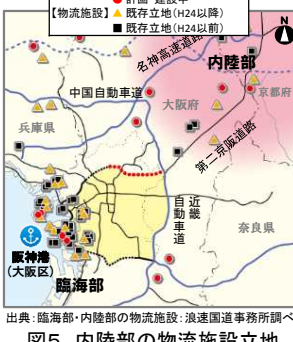 計画・建設中
【物流施設】 ▲ 既存立地(H24以降)
■ 既存立地(H24以前)
名神高速道路
内陸部
N
中国自動車道
大阪府
京都府
兵庫県
第二京阪道路
近畿自動車道
奈良県
阪神港
(大阪区)
臨海部
出典:臨海部・内陸部の物流施設:浪速国道事務所調べ
図5 内陸部の物流施設立地